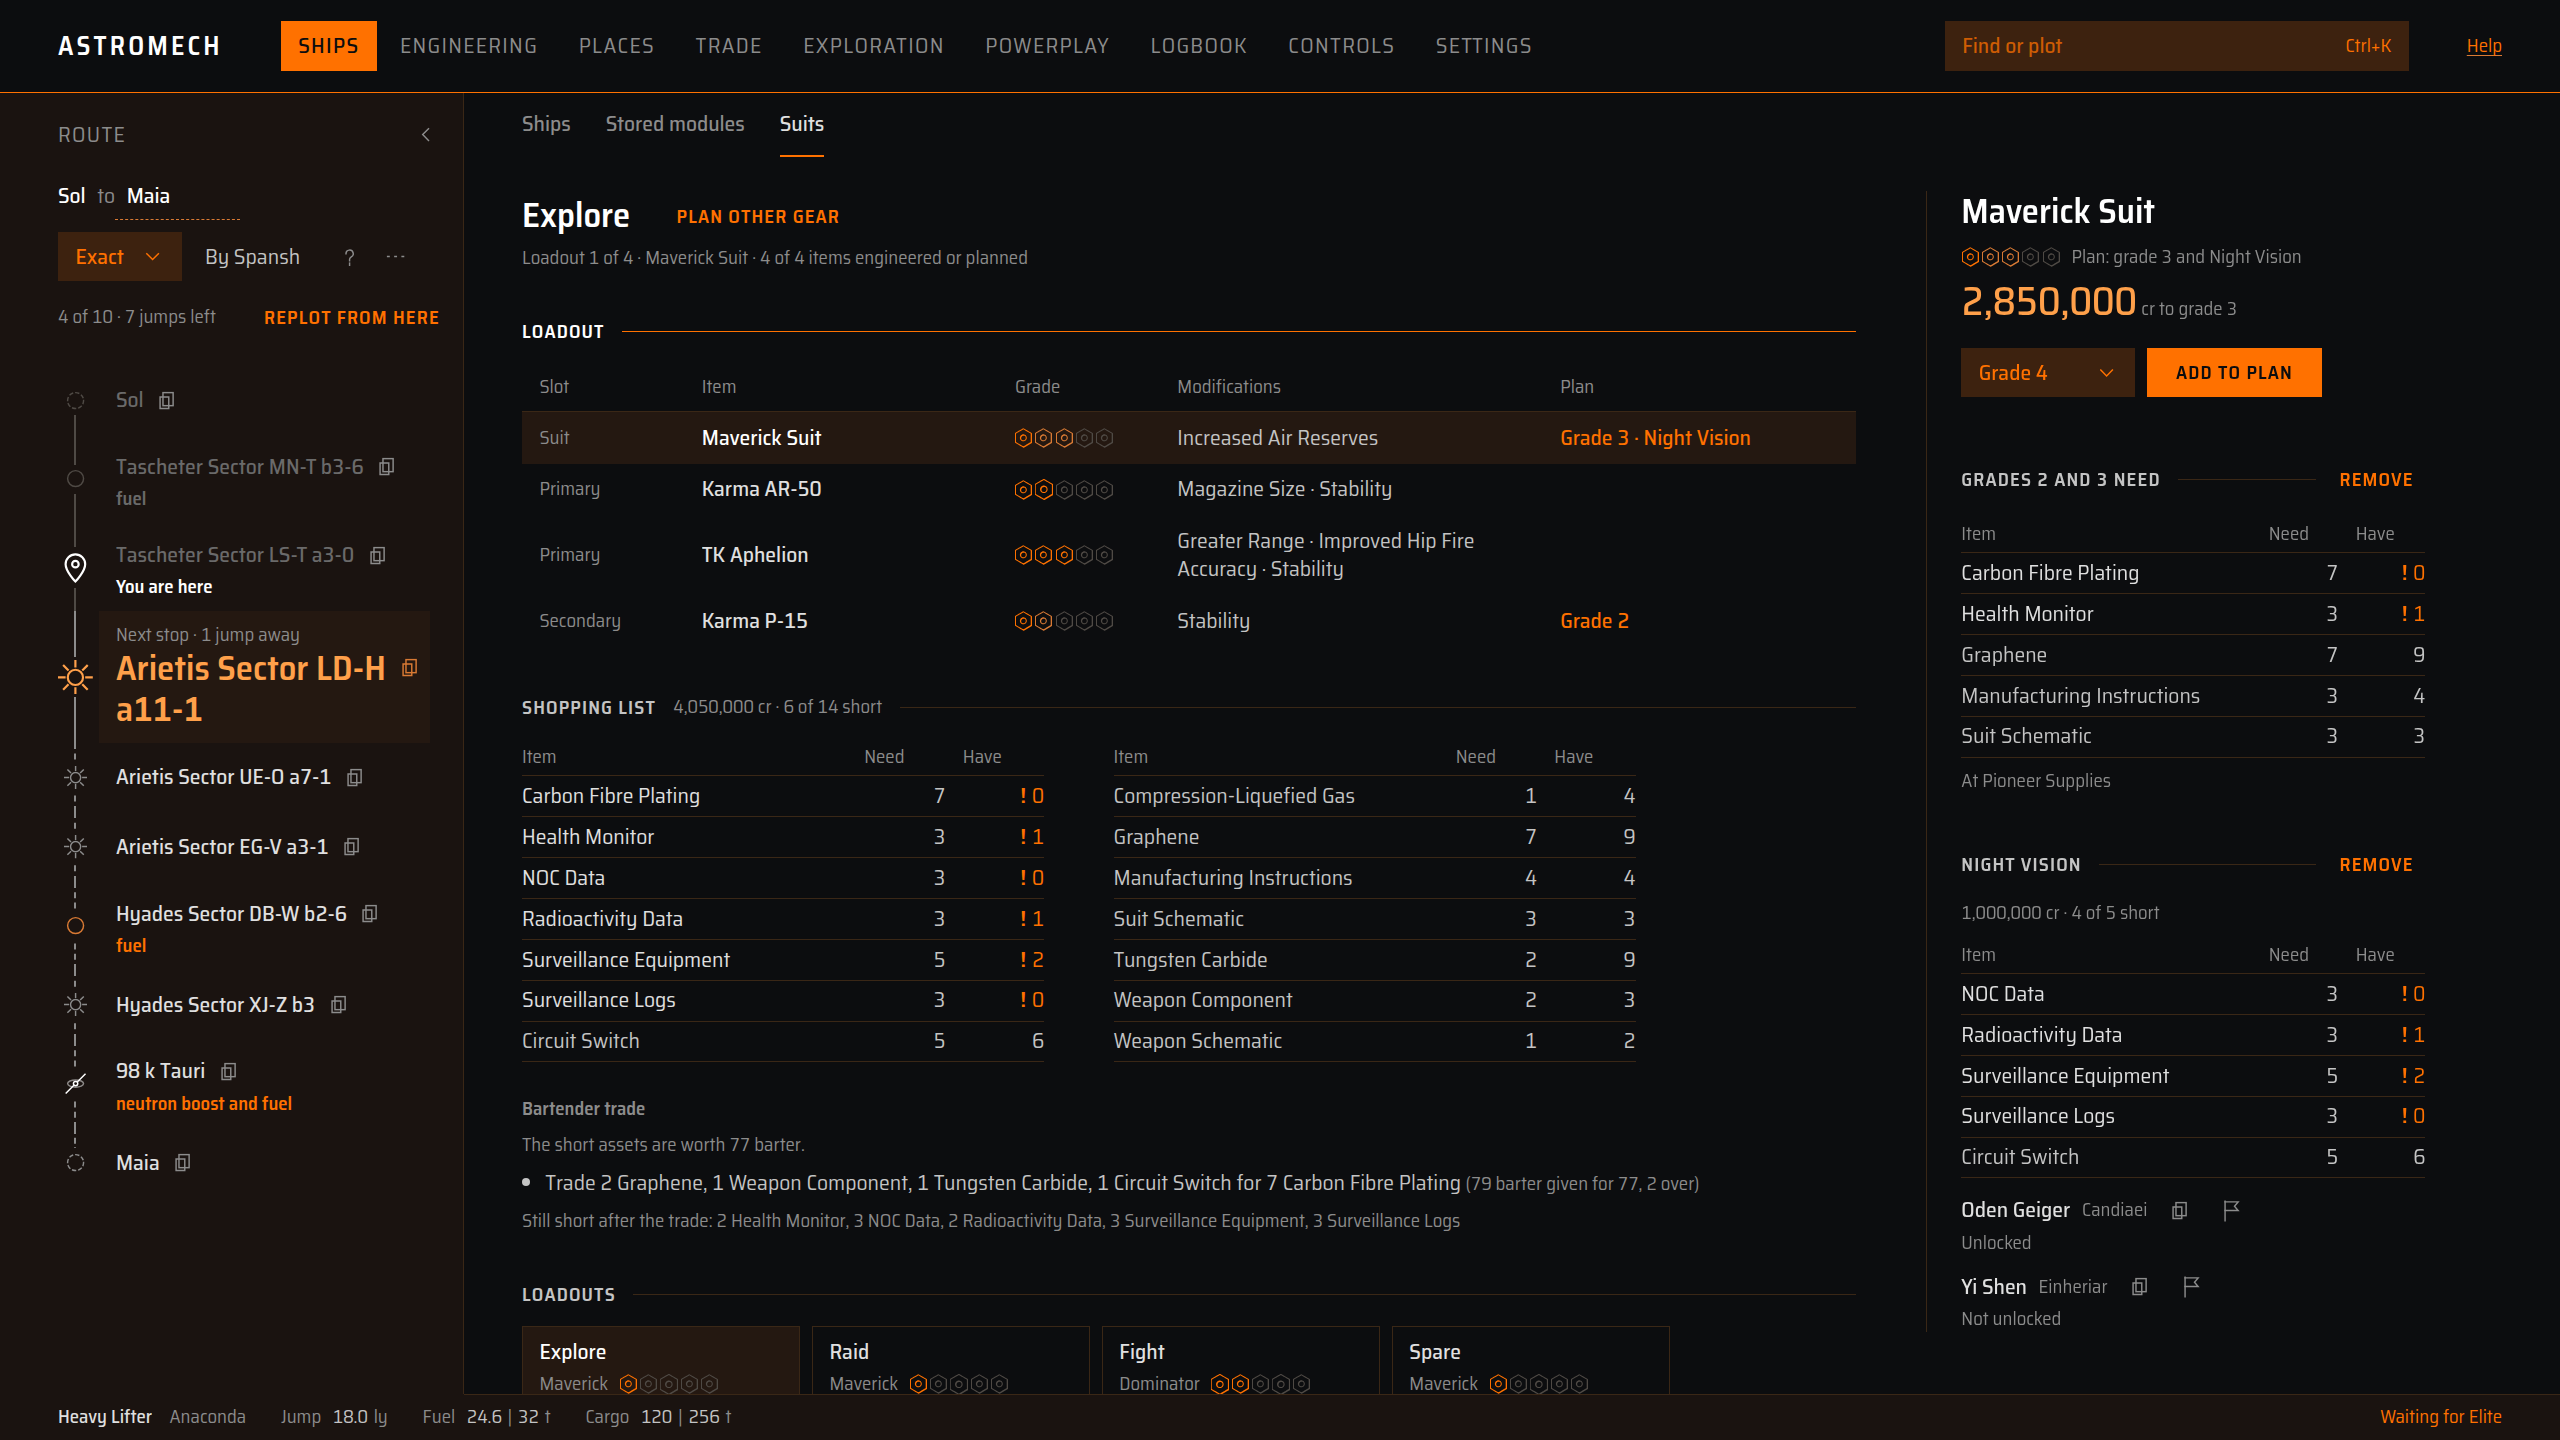 ASTROMECH
SHIPS ENGINEERING PLACES TRADE EXPLORATION POWERPLAY LOGBOOK CONTROLS SETTINGS
Find or plot Ctrl+K
Help
ROUTE
Sol to Maia
Exact By Spansh ? ···
4 of 10 · 7 jumps left REPLOT FROM HERE
Sol
Tascheter Sector MN-T b3-6
fuel
Tascheter Sector LS-T a3-0
You are here
Next stop · 1 jump away
Arietis Sector LD-H
a11-1
Arietis Sector UE-O a7-1
Arietis Sector EG-V a3-1
Hyades Sector DB-W b2-6
fuel
Hyades Sector XJ-Z b3
98 k Tauri
neutron boost and fuel
Maia
Ships Stored modules Suits
Explore PLAN OTHER GEAR
Loadout 1 of 4 · Maverick Suit · 4 of 4 items engineered or planned
LOADOUT
Slot Item Grade Modifications Plan
Suit Maverick Suit Increased Air Reserves Grade 3 · Night Vision
Primary Karma AR-50 Magazine Size · Stability
Primary TK Aphelion Greater Range · Improved Hip Fire
Accuracy · Stability
Secondary Karma P-15 Stability Grade 2
SHOPPING LIST 4,050,000 cr · 6 of 14 short
Item Need Have
Carbon Fibre Plating 7 ! 0
Health Monitor 3 ! 1
NOC Data 3 ! 0
Radioactivity Data 3 ! 1
Surveillance Equipment 5 ! 2
Surveillance Logs 3 ! 0
Circuit Switch 5 6
Item Need Have
Compression-Liquefied Gas 1 4
Graphene 7 9
Manufacturing Instructions 4 4
Suit Schematic 3 3
Tungsten Carbide 2 9
Weapon Component 2 3
Weapon Schematic 1 2
Bartender trade
The short assets are worth 77 barter.
• Trade 2 Graphene, 1 Weapon Component, 1 Tungsten Carbide, 1 Circuit Switch for 7 Carbon Fibre Plating (79 barter given for 77, 2 over)
Still short after the trade: 2 Health Monitor, 3 NOC Data, 2 Radioactivity Data, 3 Surveillance Equipment, 3 Surveillance Logs
LOADOUTS
Explore
Maverick
Raid
Maverick
Fight
Dominator
Spare
Maverick
Maverick Suit
Plan: grade 3 and Night Vision
2,850,000 cr to grade 3
Grade 4 ADD TO PLAN
GRADES 2 AND 3 NEED REMOVE
Item Need Have
Carbon Fibre Plating 7 ! 0
Health Monitor 3 ! 1
Graphene 7 9
Manufacturing Instructions 3 4
Suit Schematic 3 3
At Pioneer Supplies
NIGHT VISION REMOVE
1,000,000 cr · 4 of 5 short
Item Need Have
NOC Data 3 ! 0
Radioactivity Data 3 ! 1
Surveillance Equipment 5 ! 2
Surveillance Logs 3 ! 0
Circuit Switch 5 6
Oden Geiger Candiaei
Unlocked
Yi Shen Einheriar
Not unlocked
Heavy Lifter Anaconda Jump 18.0 ly Fuel 24.6 | 32 t Cargo 120 | 256 t
Waiting for Elite